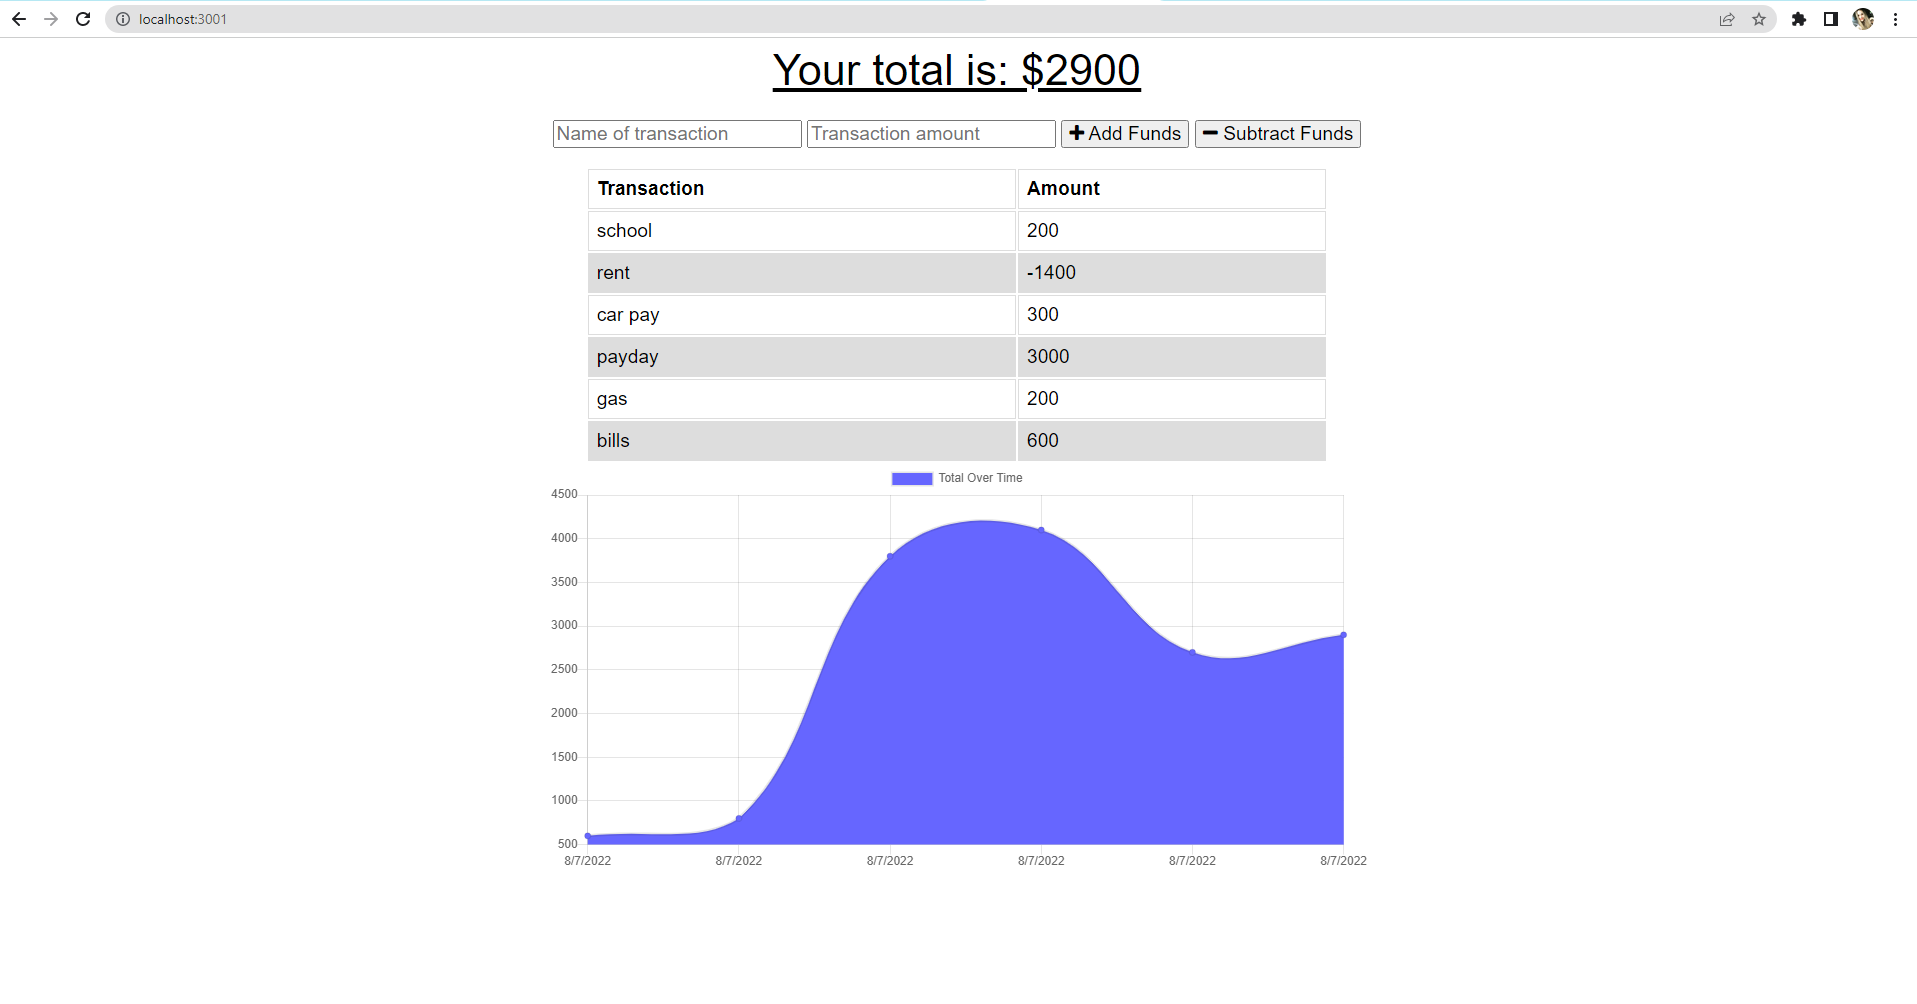 localhost:3001
Your total is: $2900
Name of transaction Transaction amount Add Funds Subtract Funds
Transaction Amount
school 200
rent -1400
car pay 300
payday 3000
gas 200
bills 600
Total Over Time
4500
4000
3500
3000
2500
2000
1500
1000
500
8/7/2022 8/7/2022 8/7/2022 8/7/2022 8/7/2022 8/7/2022